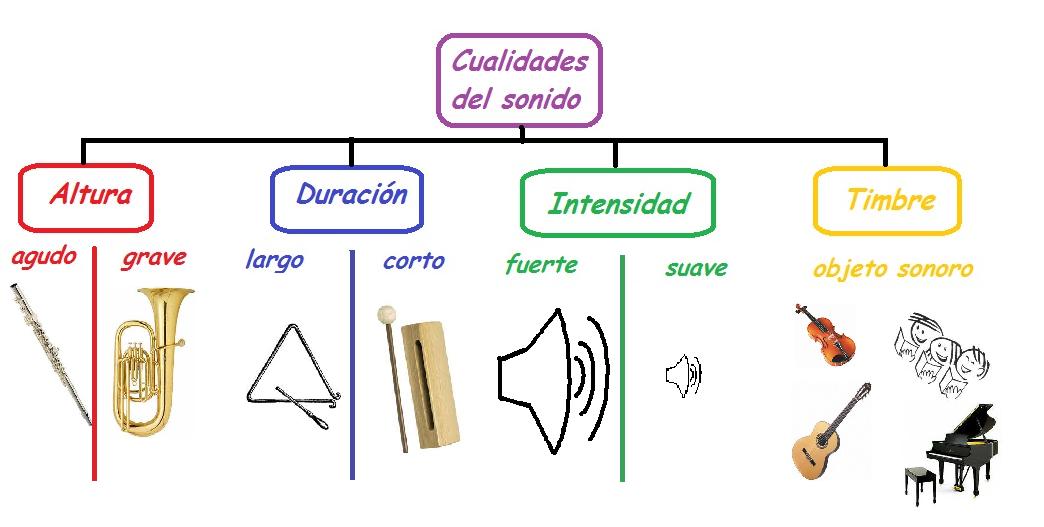 Cualidades
del sonido
Altura
Duración
Intensidad
Timbre
agudo
grave
largo
corto
fuerte
suave
objeto sonoro